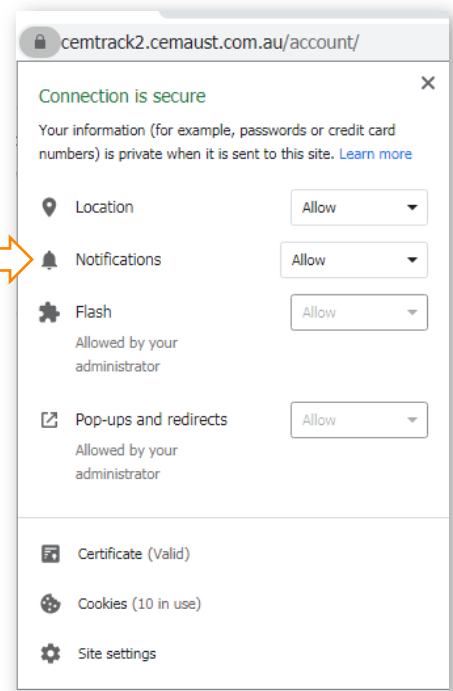 cemtrack2.cemaust.com.au/account/
Connection is secure
Your information (for example, passwords or credit card
numbers) is private when it is sent to this site. Learn more
Location Allow
Notifications Allow
Flash Allow
Allowed by your
administrator
Pop-ups and redirects Allow
Allowed by your
administrator
Certificate (Valid)
Cookies (10 in use)
Site settings